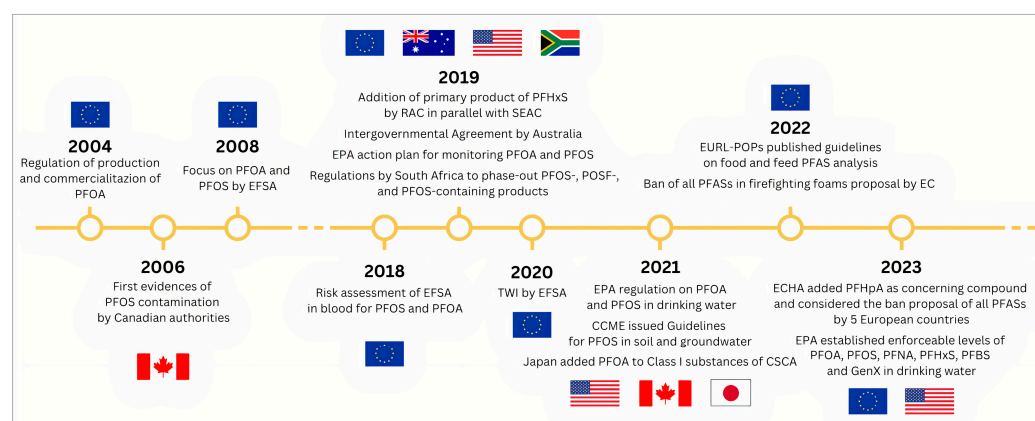 2004
Regulation of production
and commercialitazion of
PFOA
2006
First evidences of
PFOS contamination
by Canadian authorities
2008
Focus on PFOA and
PFOS by EFSA
2018
Risk assessment of EFSA
in blood for PFOS and PFOA
2019
Addition of primary product of PFHxS
by RAC in parallel with SEAC
Intergovernmental Agreement by Australia
EPA action plan for monitoring PFOA and PFOS
Regulations by South Africa to phase-out PFOS-, POSF-,
and PFOS-containing products
2020
TWI by EFSA
2021
EPA regulation on PFOA
and PFOS in drinking water
CCME issued Guidelines
for PFOS in soil and groundwater
Japan added PFOA to Class I substances of CSCA
2022
EURL-POPs published guidelines
on food and feed PFAS analysis
Ban of all PFASs in firefighting foams proposal by EC
2023
ECHA added PFHpA as concerning compound
and considered the ban proposal of all PFASs
by 5 European countries
EPA established enforceable levels of
PFOA, PFOS, PFNA, PFHxS, PFBS
and GenX in drinking water